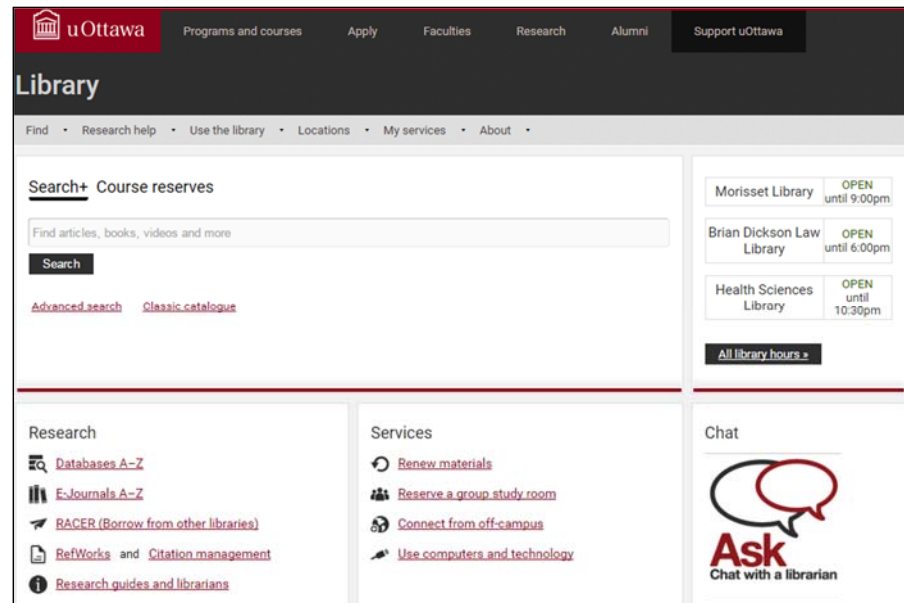 uOttawa
Programs and courses Apply Faculties Research Alumni Support uOttawa
Library
Find • Research help • Use the library • Locations • My services • About •
Search+ Course reserves
Find articles, books, videos and more
Search
Advanced search Classic catalogue
Morisset Library
OPEN
until 9:00pm
Brian Dickson Law
Library
OPEN
until 6:00pm
Health Sciences
Library
OPEN
until
10:30pm
All library hours »
Research
Databases A–Z
E-Journals A–Z
RACER (Borrow from other libraries)
RefWorks and Citation management
Research guides and librarians
Services
Renew materials
Reserve a group study room
Connect from off-campus
Use computers and technology
Chat
Ask
Chat with a librarian